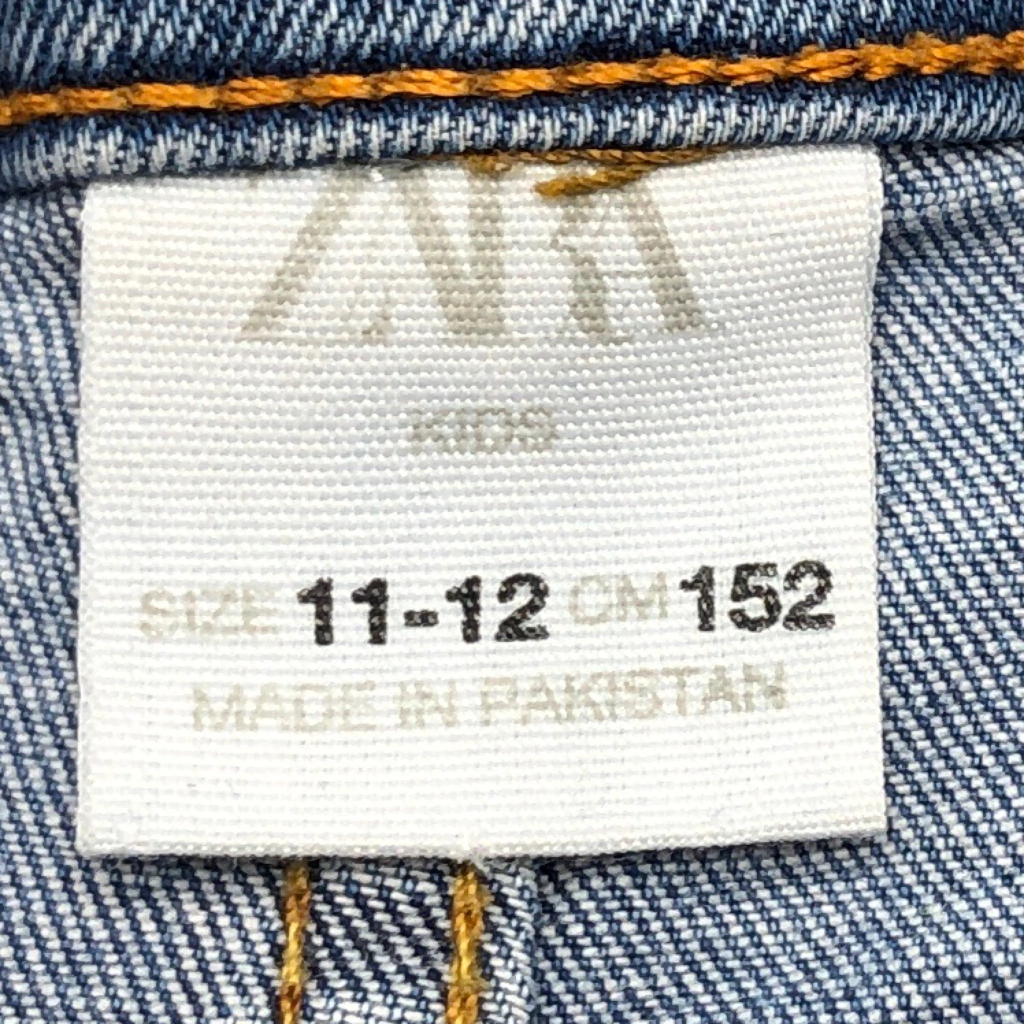 ZARA
KIDS
SIZE 11-12 CM 152
MADE IN PAKISTAN